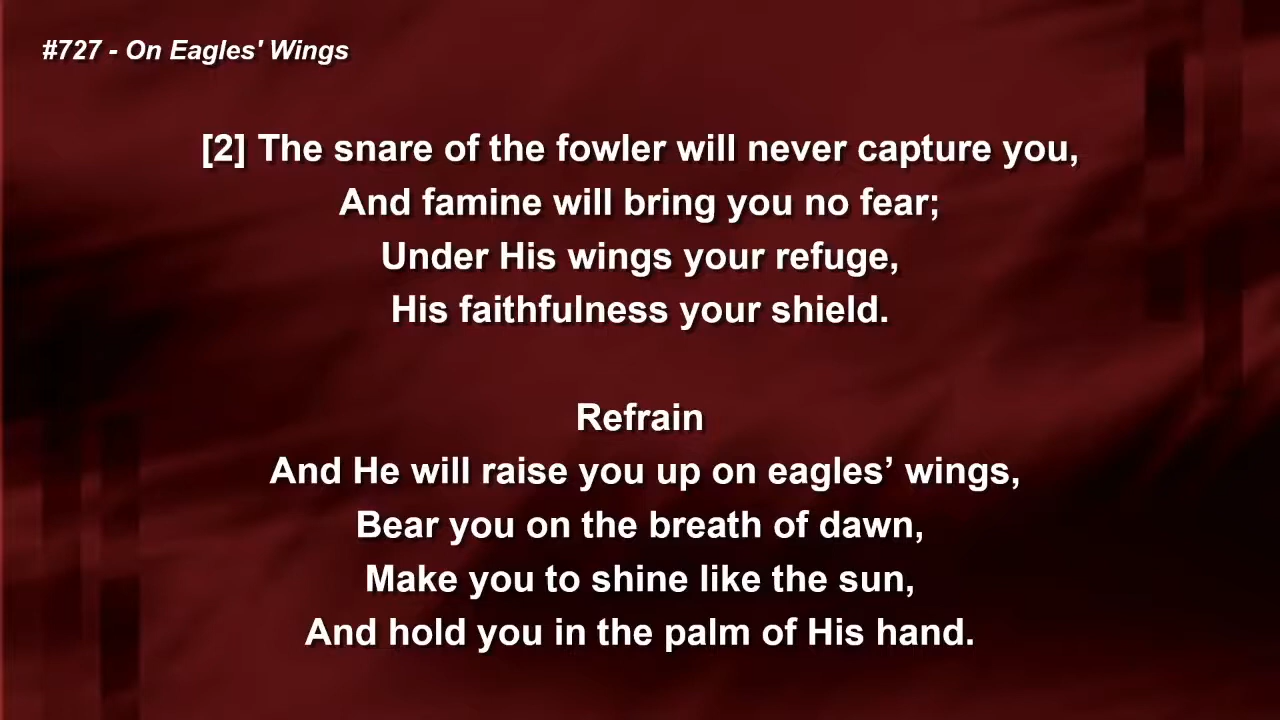 #727 - On Eagles' Wings
[2] The snare of the fowler will never capture you,
And famine will bring you no fear;
Under His wings your refuge,
His faithfulness your shield.
Refrain
And He will raise you up on eagles’ wings,
Bear you on the breath of dawn,
Make you to shine like the sun,
And hold you in the palm of His hand.